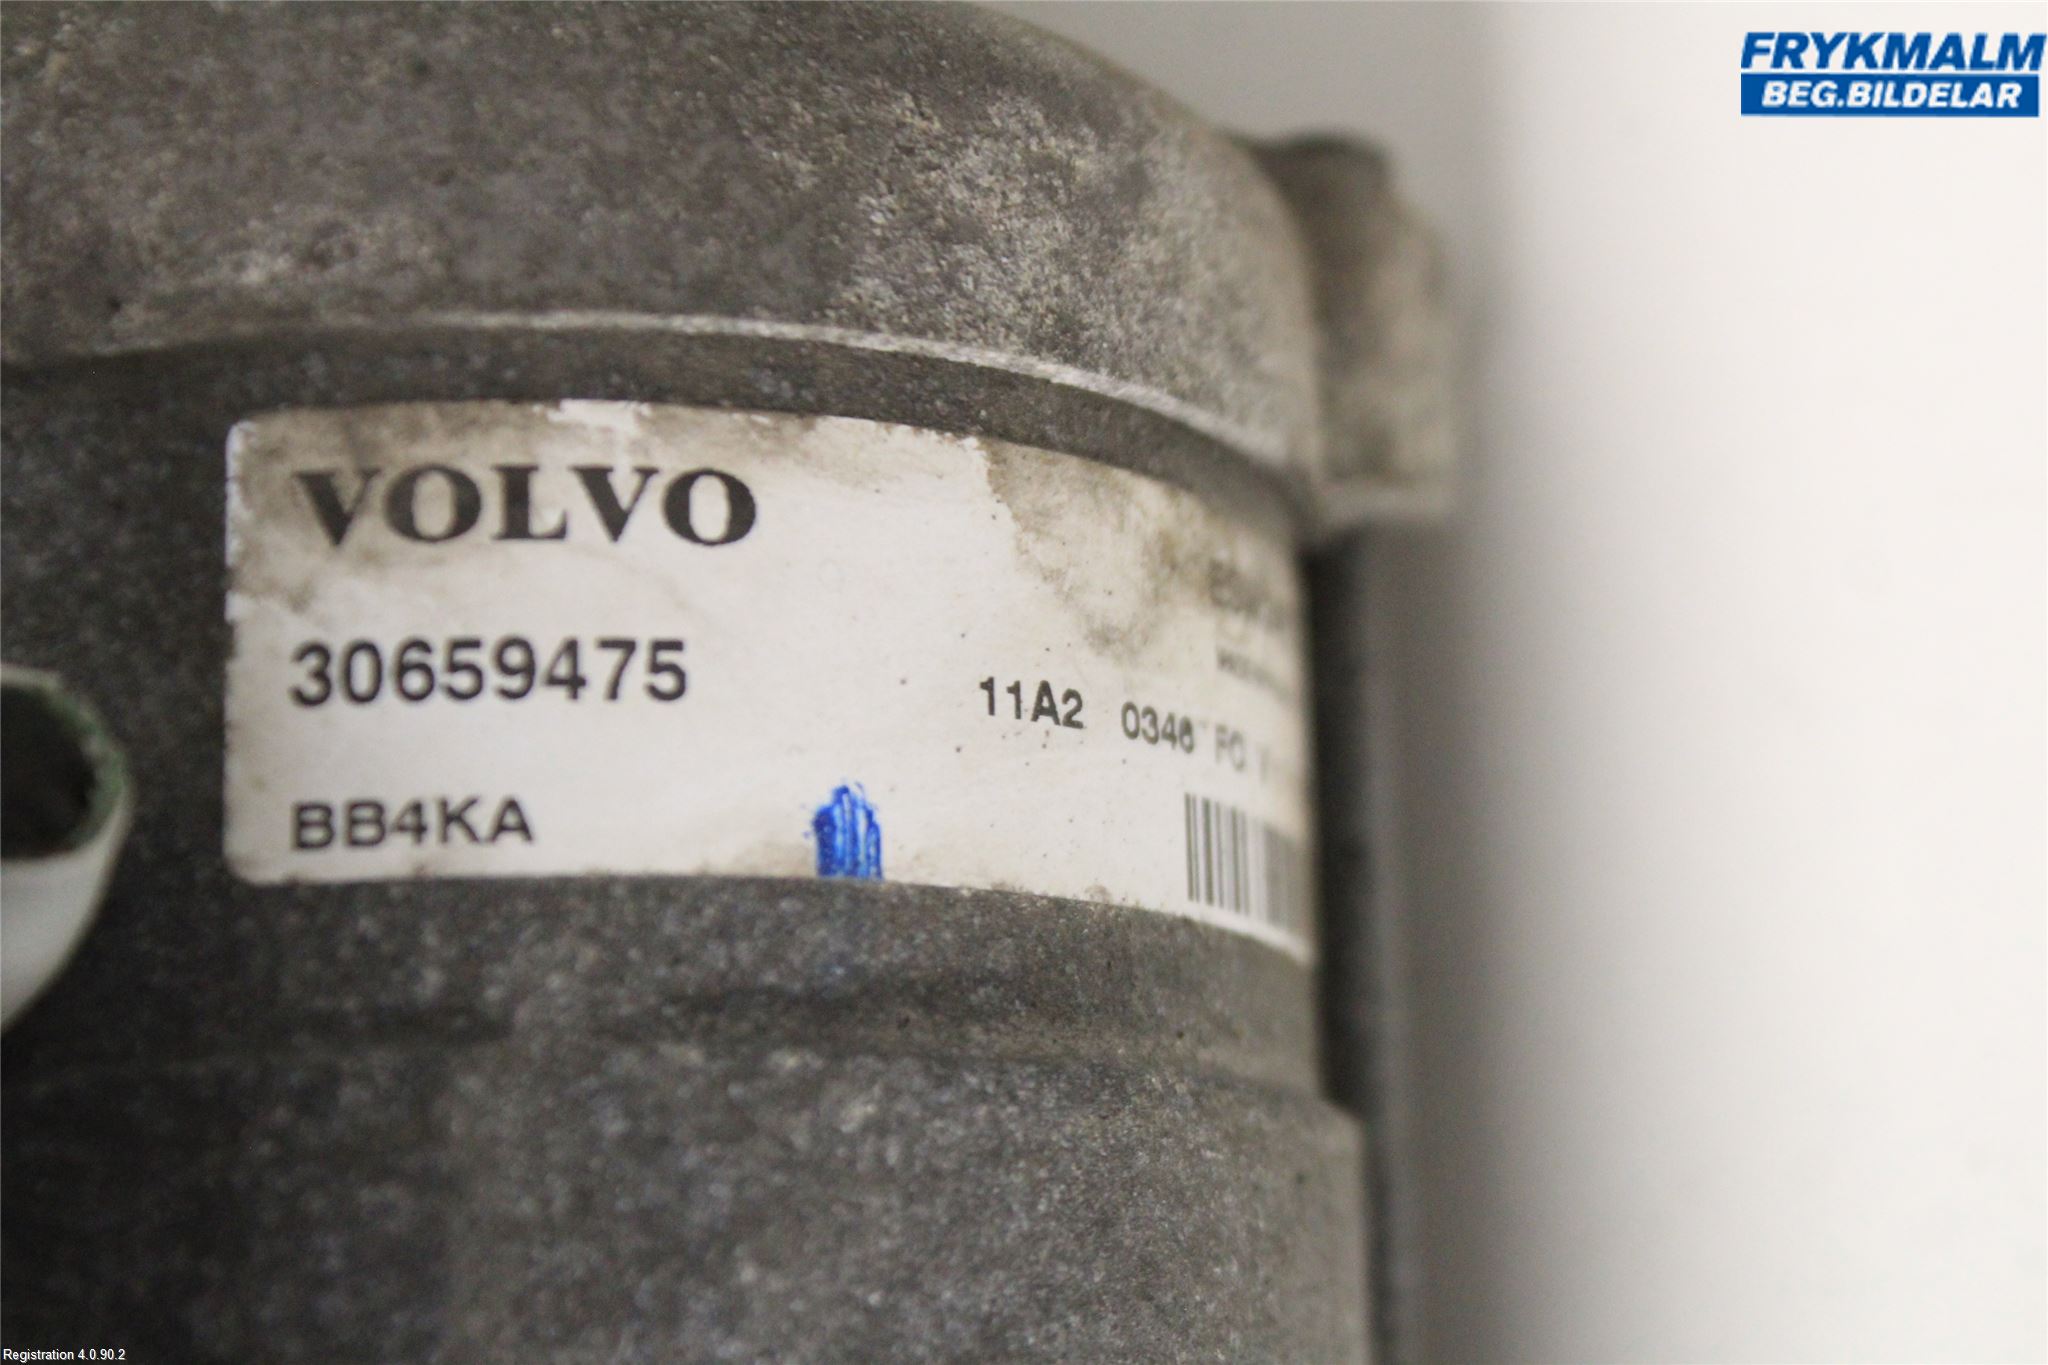 FRYKMALM
BEG.BILDELAR
VOLVO
30659475
11A2
BB4KA
Registration 4.0.90.2